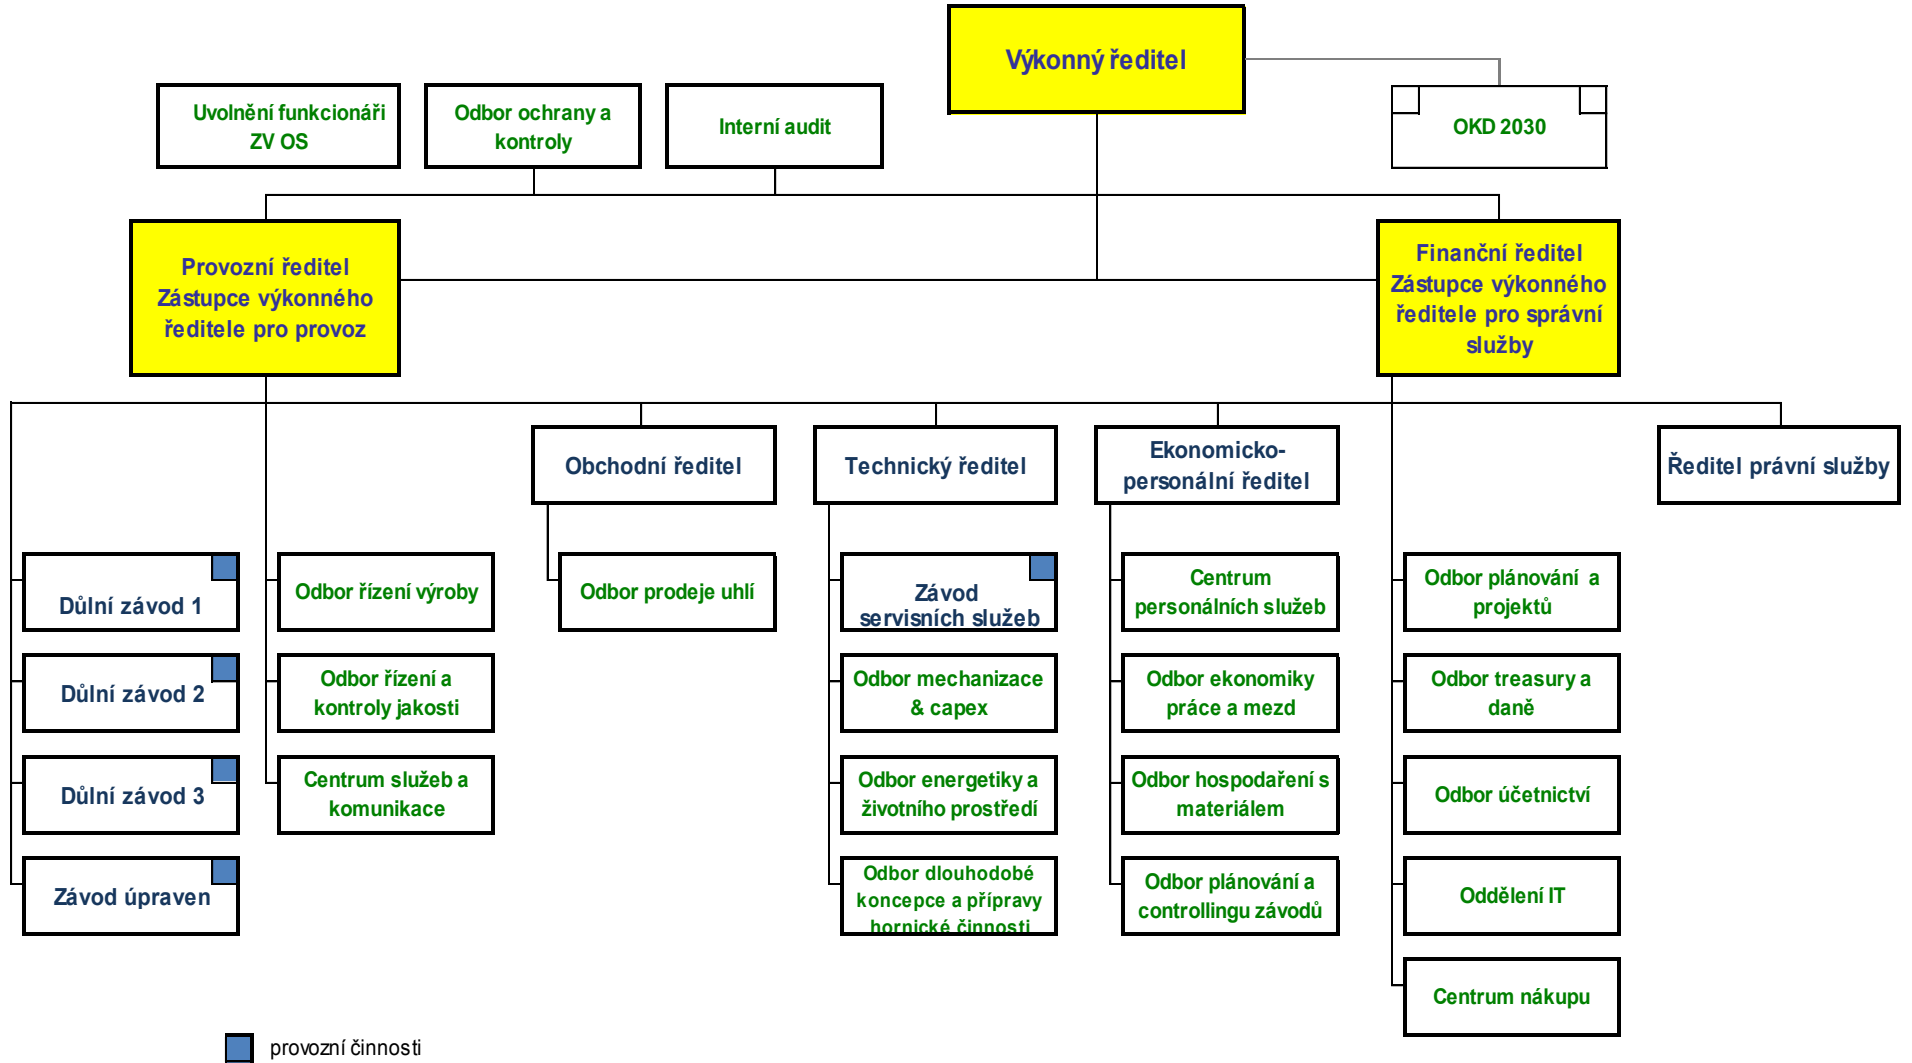 Výkonný ředitel
Uvolnění funkcionáři
ZV OS
Odbor ochrany a
kontroly
Interní audit
OKD 2030
Provozní ředitel
Zástupce výkonného
ředitele pro provoz
Finanční ředitel
Zástupce výkonného
ředitele pro správní
služby
Obchodní ředitel
Technický ředitel
Ekonomicko-
personální ředitel
Ředitel právní služby
Důlní závod 1
Důlní závod 2
Důlní závod 3
Závod úpraven
Odbor řízení výroby
Odbor řízení a
kontroly jakosti
Centrum služeb a
komunikace
Odbor prodeje uhlí
Závod
servisních služeb
Odbor mechanizace
& capex
Odbor energetiky a
životního prostředí
Odbor dlouhodobé
koncepce a přípravy
hornické činnosti
Centrum
personálních služeb
Odbor ekonomiky
práce a mezd
Odbor hospodaření s
materiálem
Odbor plánování a
controllingu závodů
Odbor plánování a
projektů
Odbor treasury a
daně
Odbor účetnictví
Oddělení IT
Centrum nákupu
provozní činnosti